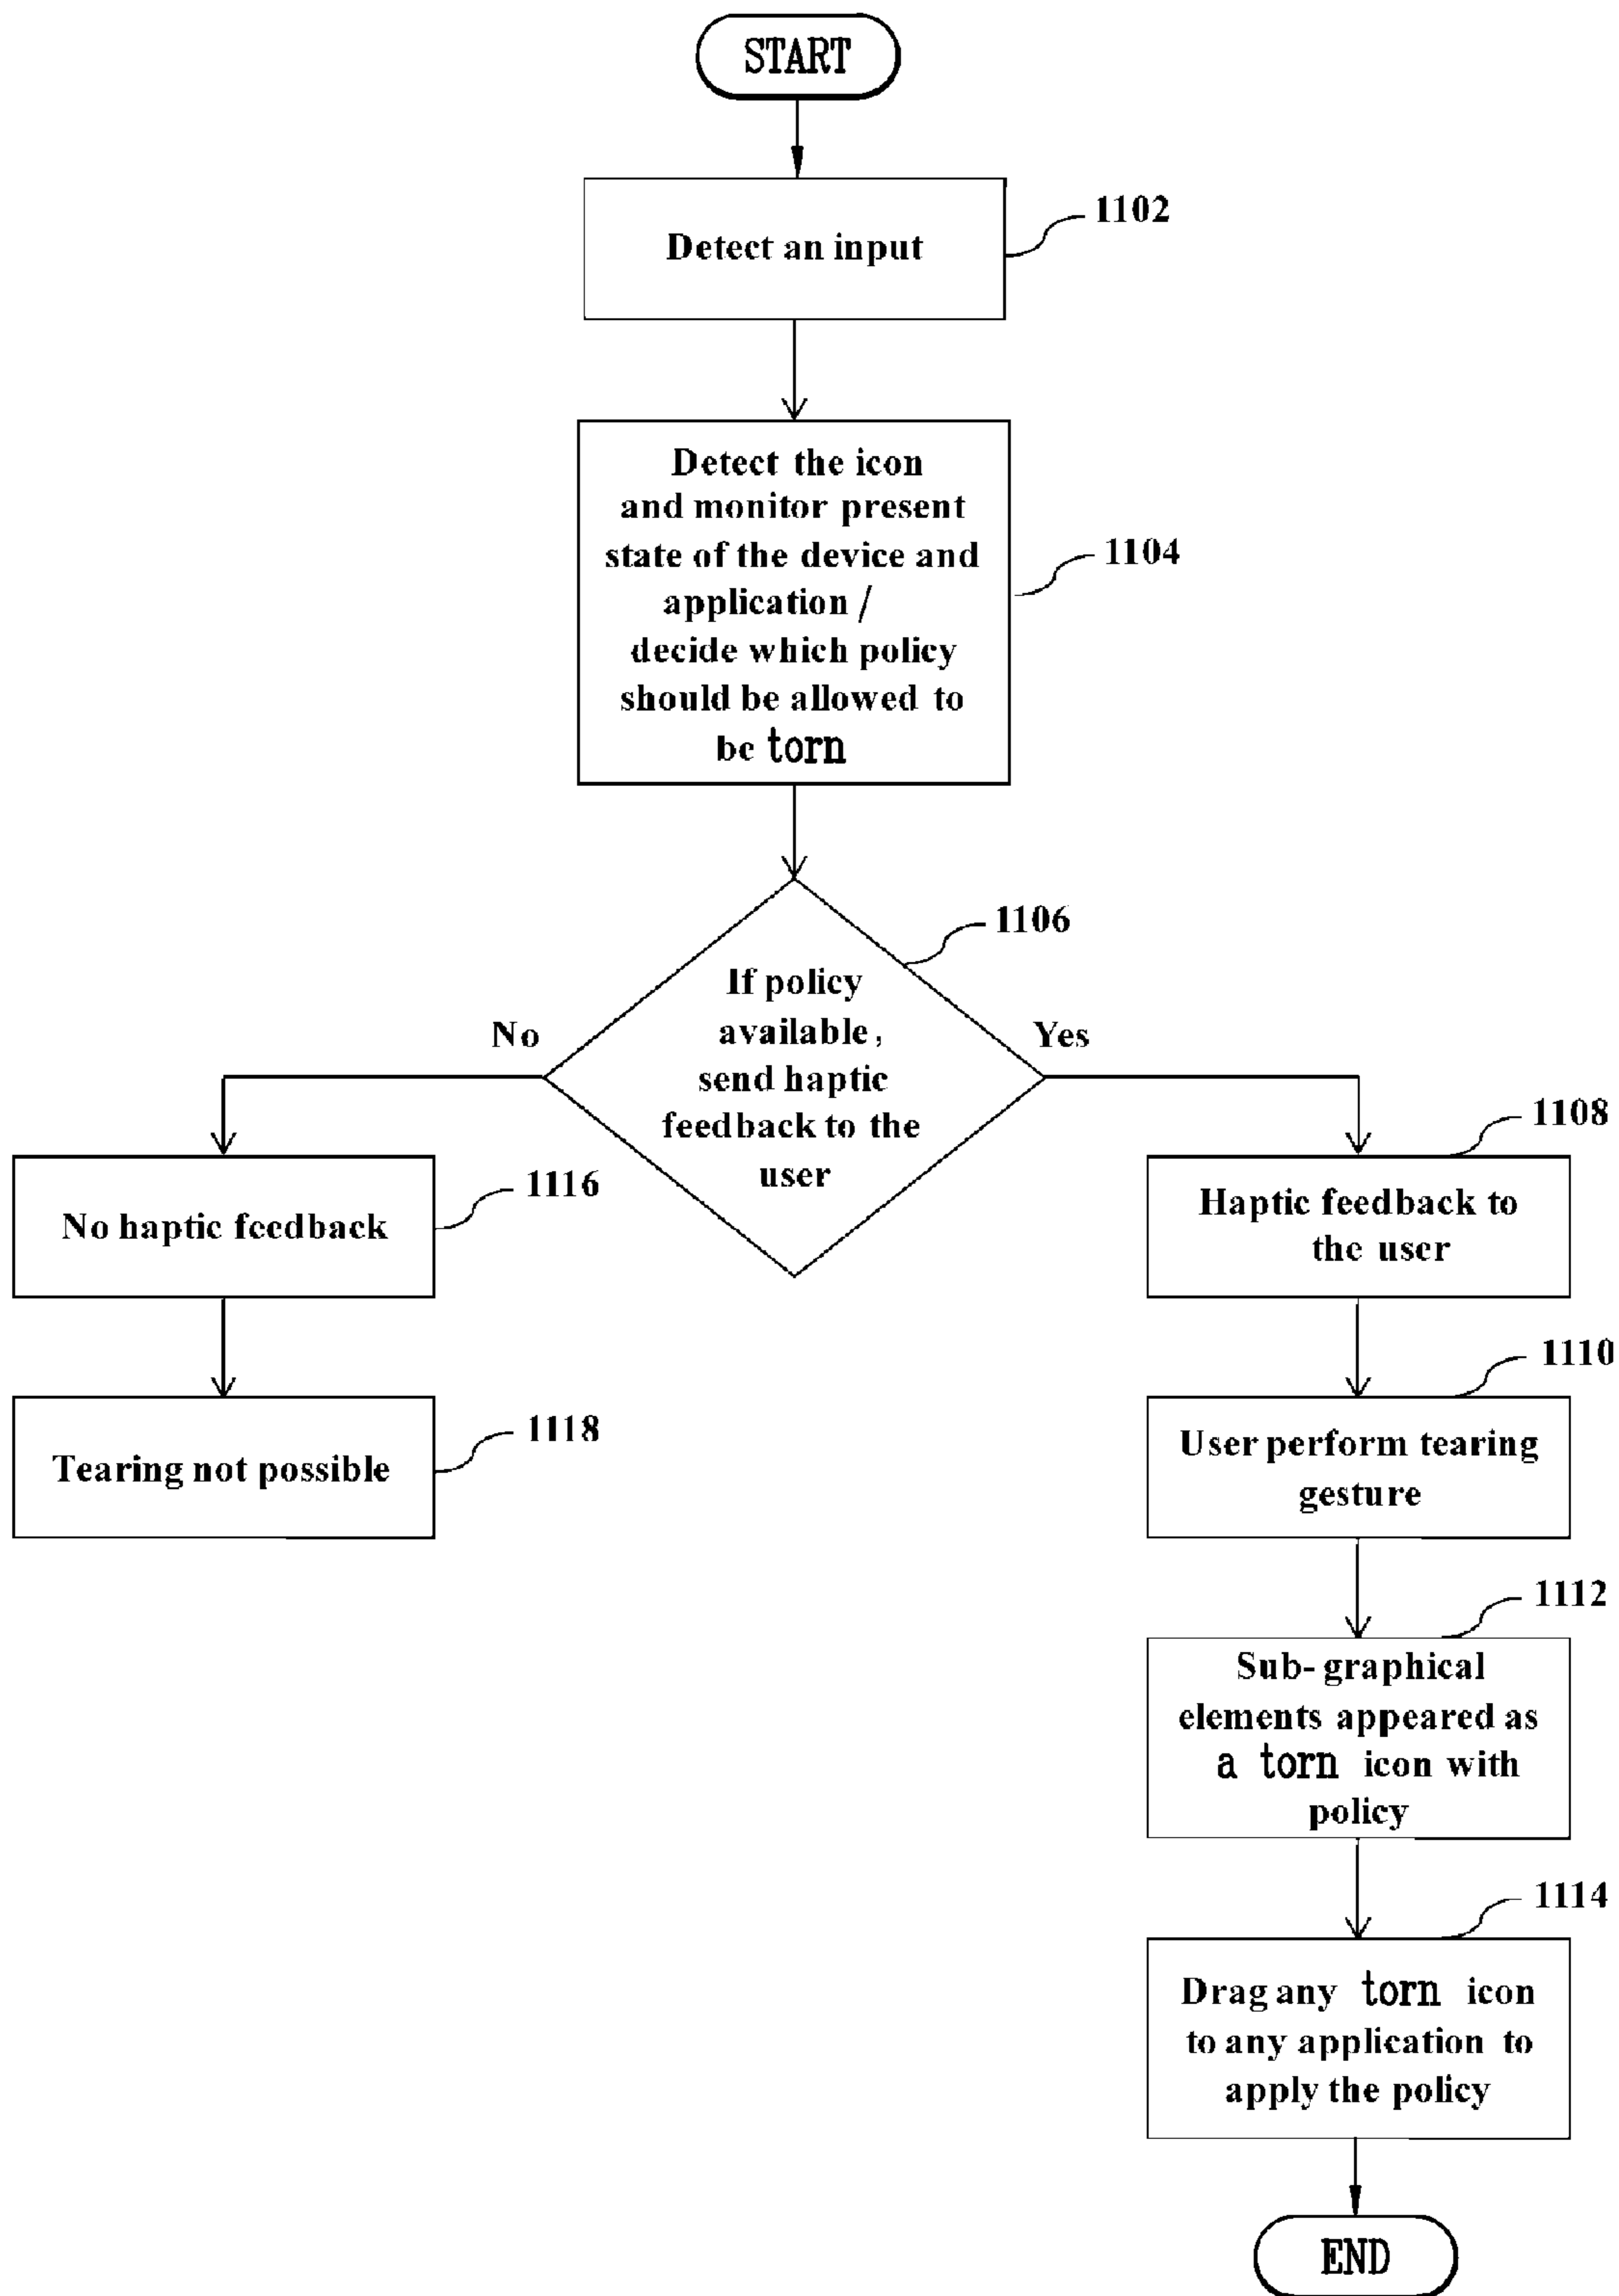 START
Detect an input
1102
Detect the icon
and monitor present
state of the device and
application /
decide which policy
should be allowed to
be torn
1104
If policy
available,
send haptic
feedback to the
user
1106
No
Yes
No haptic feedback
1116
Tearing not possible
1118
Haptic feedback to
the user
1108
User perform tearing
gesture
1110
Sub-graphical
elements appeared as
a torn icon with
policy
1112
Drag any torn icon
to any application to
apply the policy
1114
END